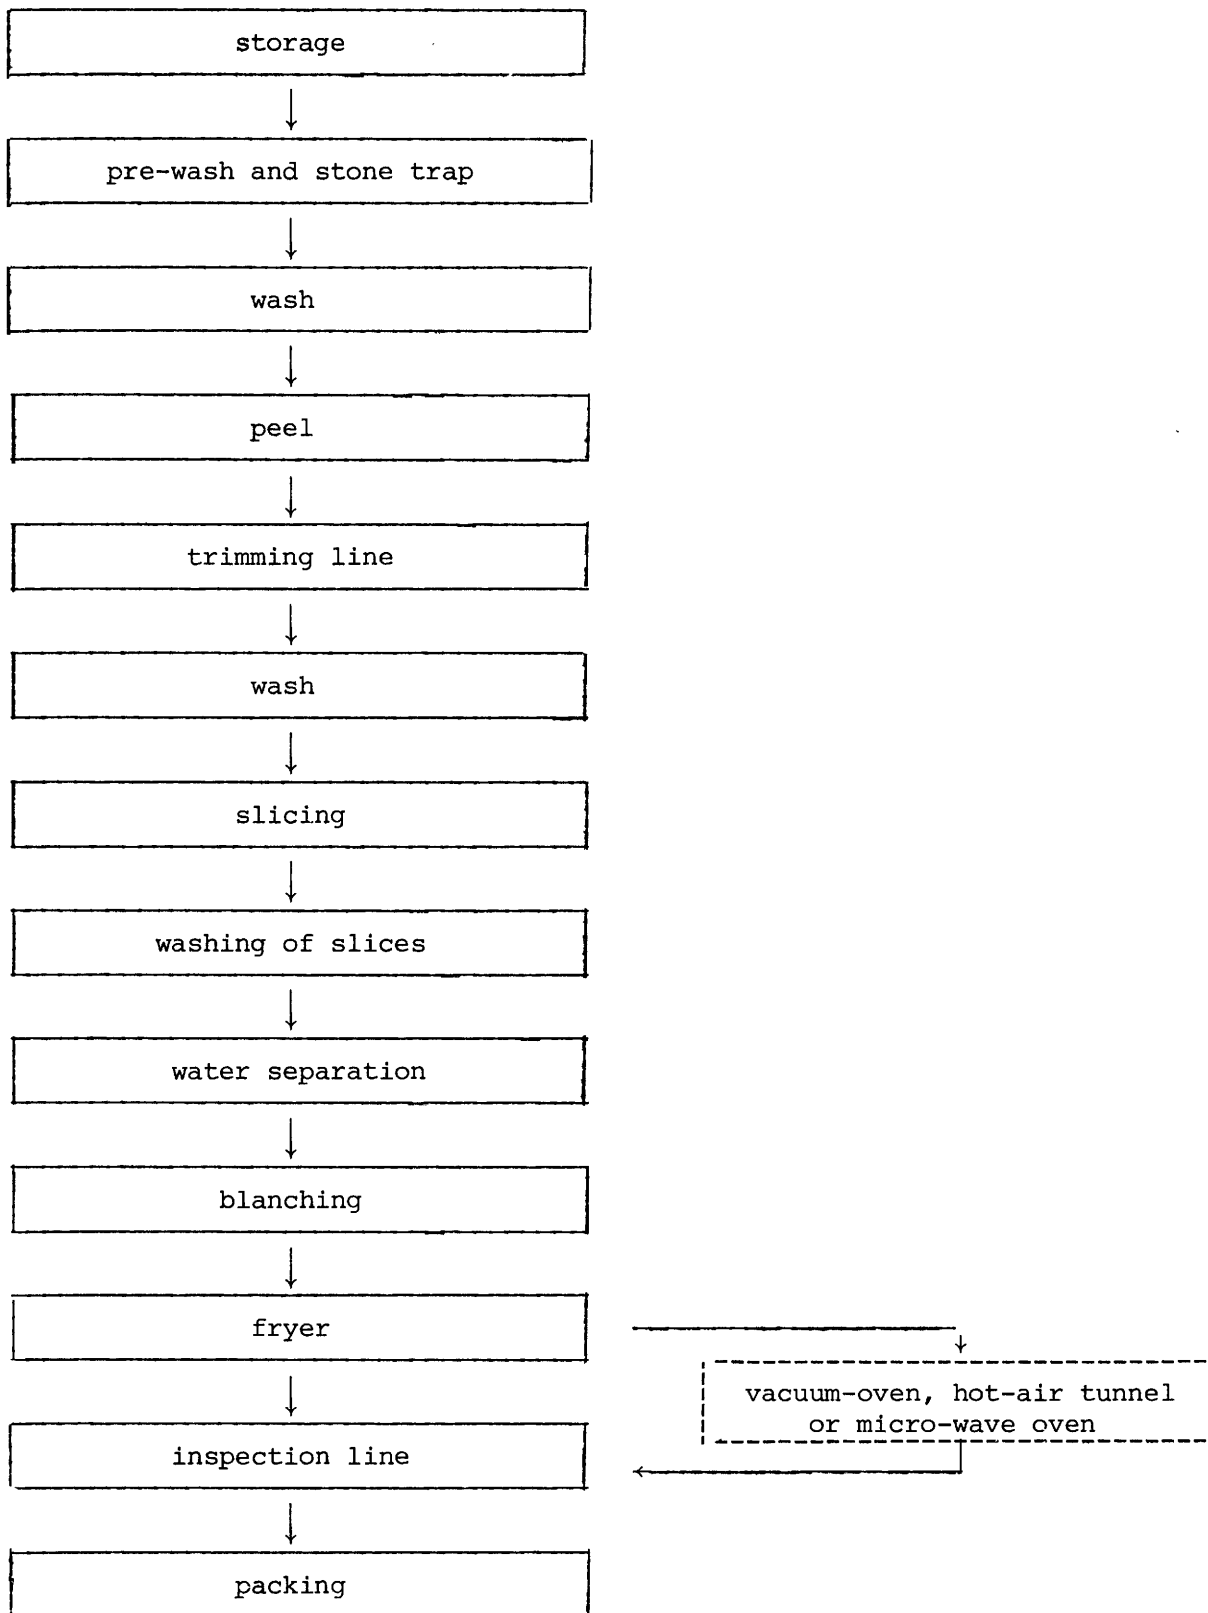 storage
pre-wash and stone trap
wash
peel
trimming line
wash
slicing
washing of slices
water separation
blanching
fryer
vacuum-oven, hot-air tunnel
or micro-wave oven
inspection line
packing